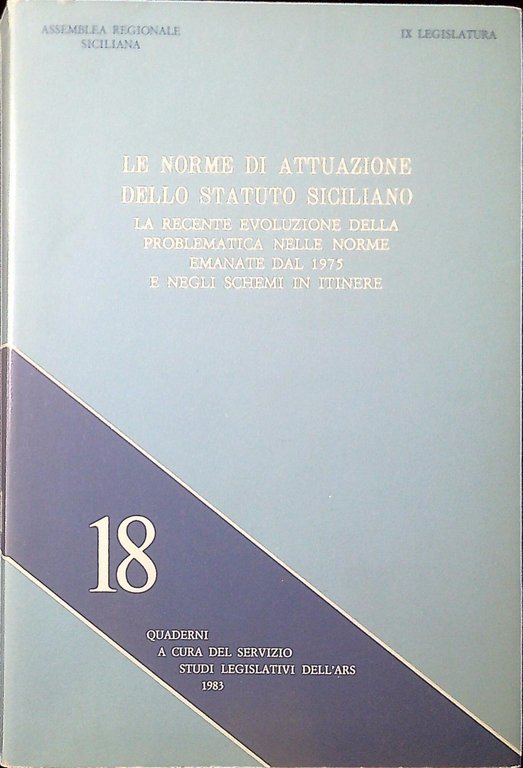 ASSEMBLEA REGIONALE
SICILIANA
IX LEGISLATURA
LE NORME DI ATTUAZIONE
DELLO STATUTO SICILIANO
LA RECENTE EVOLUZIONE DELLA
PROBLEMATICA NELLE NORME
EMANATE DAL 1975
E NEGLI SCHEMI IN ITINERE
18
QUADERNI
A CURA DEL SERVIZIO
STUDI LEGISLATIVI DELL'ARS
1983